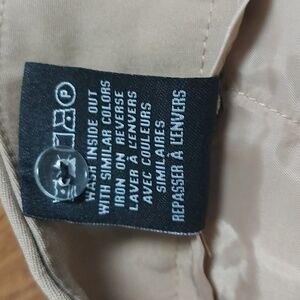 P
WASH INSIDE OUT
WITH SIMILAR COLORS
IRON ON REVERSE
LAVER À L'ENVERS
AVEC COULEURS
SIMILAIRES
REPASSER À L'ENVERS